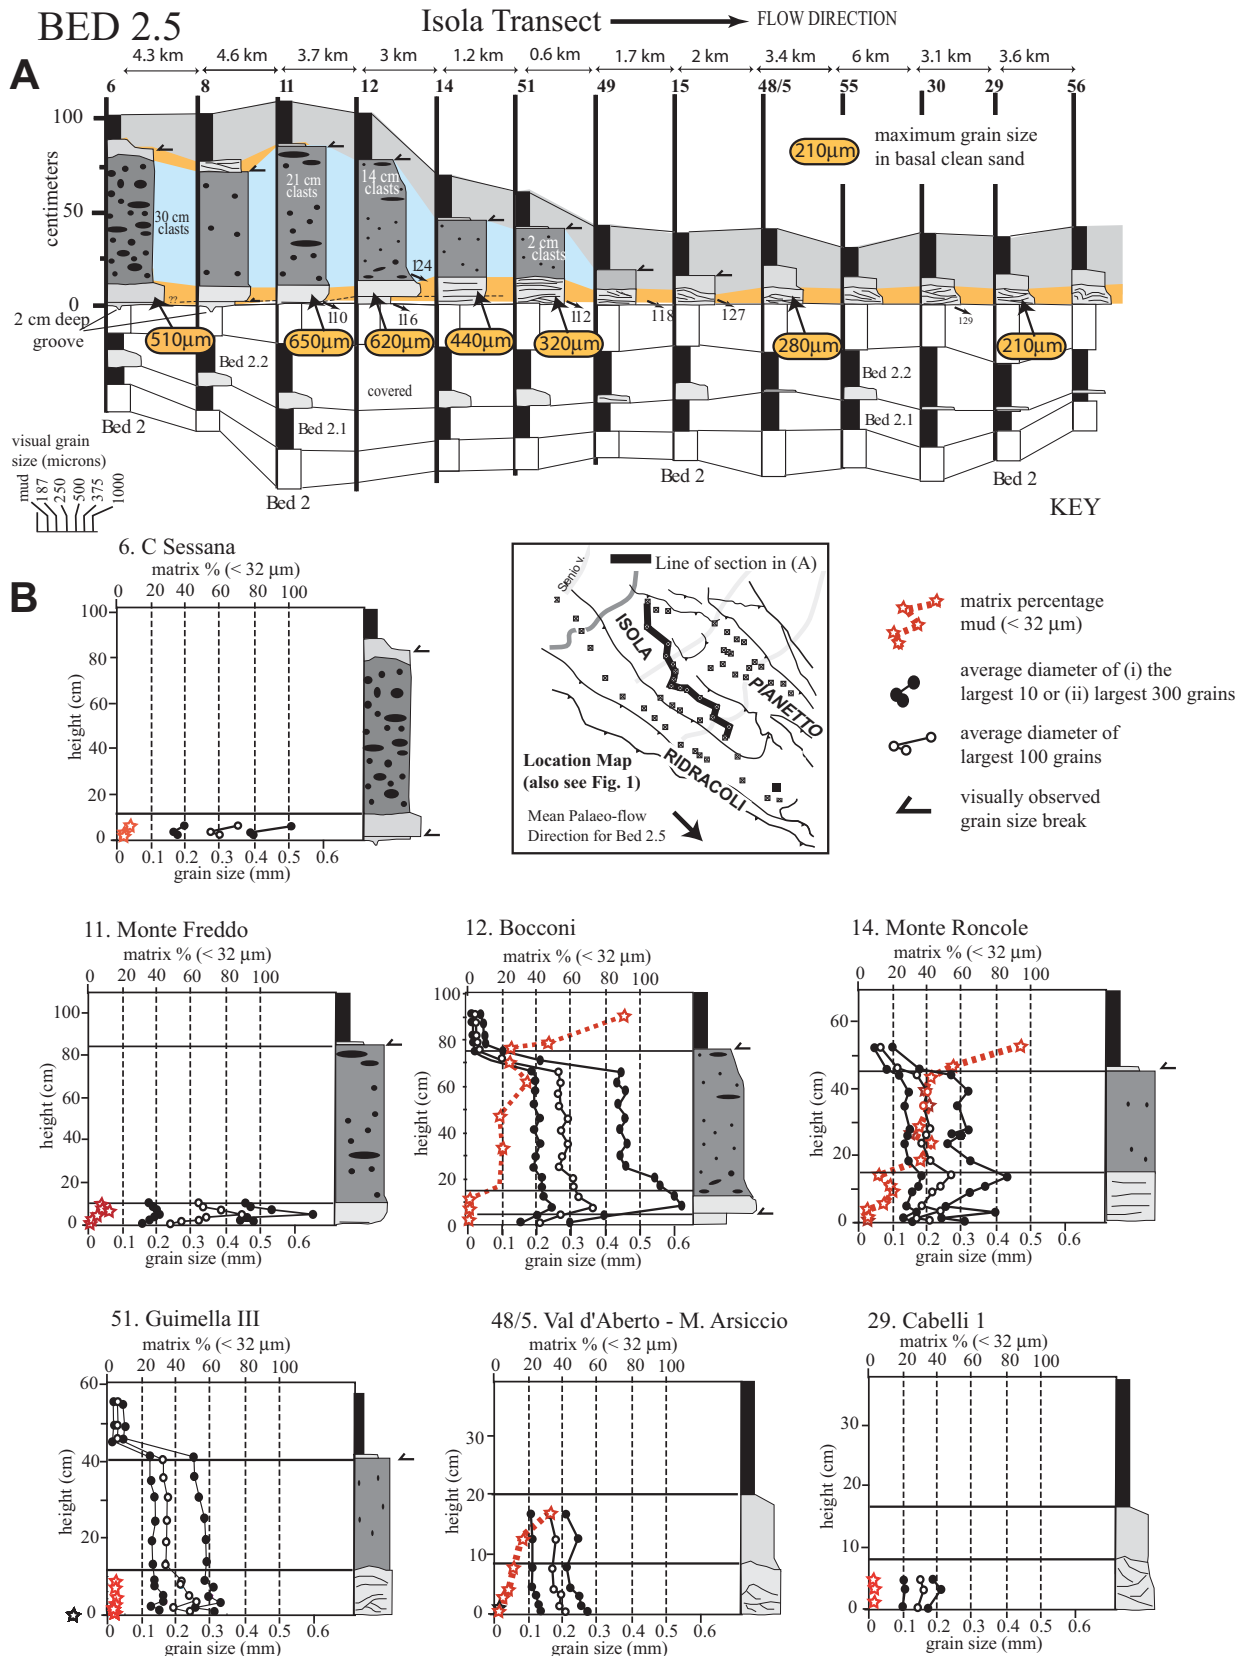 BED 2.5
Isola Transect
FLOW DIRECTION
4.3 km 4.6 km 3.7 km 3 km 1.2 km 0.6 km 1.7 km 2 km 3.4 km 6 km 3.1 km 3.6 km
A
6 8 11 12 14 51 49 15 48/5 55 30 29 56
100
50
0
centimeters
210µm
maximum grain size
in basal clean sand
30 cm
clasts
21 cm
clasts
14 cm
clasts
2 cm
clasts
??
110
116
124
112
118
127
129
2 cm deep
groove
510µm
650µm
620µm
440µm
320µm
280µm
210µm
Bed 2.2
Bed 2.2
covered
Bed 2
Bed 2.1
Bed 2.1
Bed 2
Bed 2
Bed 2
visual grain
size (microns)
mud
187
250
500
375
1000
KEY
B
6. C Sessana
matrix % (< 32 µm)
0 20 40 60 80 100
100
80
60
40
20
0
height (cm)
0 0.1 0.2 0.3 0.4 0.5 0.6
grain size (mm)
Line of section in (A)
Senio v.
ISOLA
PIANETTO
RIDRACOLI
Location Map
(also see Fig. 1)
Mean Palaeo-flow
Direction for Bed 2.5
matrix percentage
mud (< 32 µm)
average diameter of (i) the
largest 10 or (ii) largest 300 grains
average diameter of
largest 100 grains
visually observed
grain size break
11. Monte Freddo
matrix % (< 32 µm)
0 20 40 60 80 100
100
80
60
40
20
0
height (cm)
0 0.1 0.2 0.3 0.4 0.5 0.6
grain size (mm)
12. Bocconi
matrix % (< 32 µm)
0 20 40 60 80 100
100
80
60
40
20
0
height (cm)
0 0.1 0.2 0.3 0.4 0.5 0.6
grain size (mm)
14. Monte Roncole
matrix % (< 32 µm)
0 20 40 60 80 100
60
40
20
0
height (cm)
0 0.1 0.2 0.3 0.4 0.5 0.6
grain size (mm)
51. Guimella III
matrix % (< 32 µm)
0 20 40 60 80 100
60
40
20
0
height (cm)
0 0.1 0.2 0.3 0.4 0.5 0.6
grain size (mm)
48/5. Val d'Aberto - M. Arsiccio
matrix % (< 32 µm)
0 20 40 60 80 100
30
20
10
0
height (cm)
0 0.1 0.2 0.3 0.4 0.5 0.6
grain size (mm)
29. Cabelli 1
matrix % (< 32 µm)
0 20 40 60 80 100
30
20
10
0
height (cm)
0 0.1 0.2 0.3 0.4 0.5 0.6
grain size (mm)